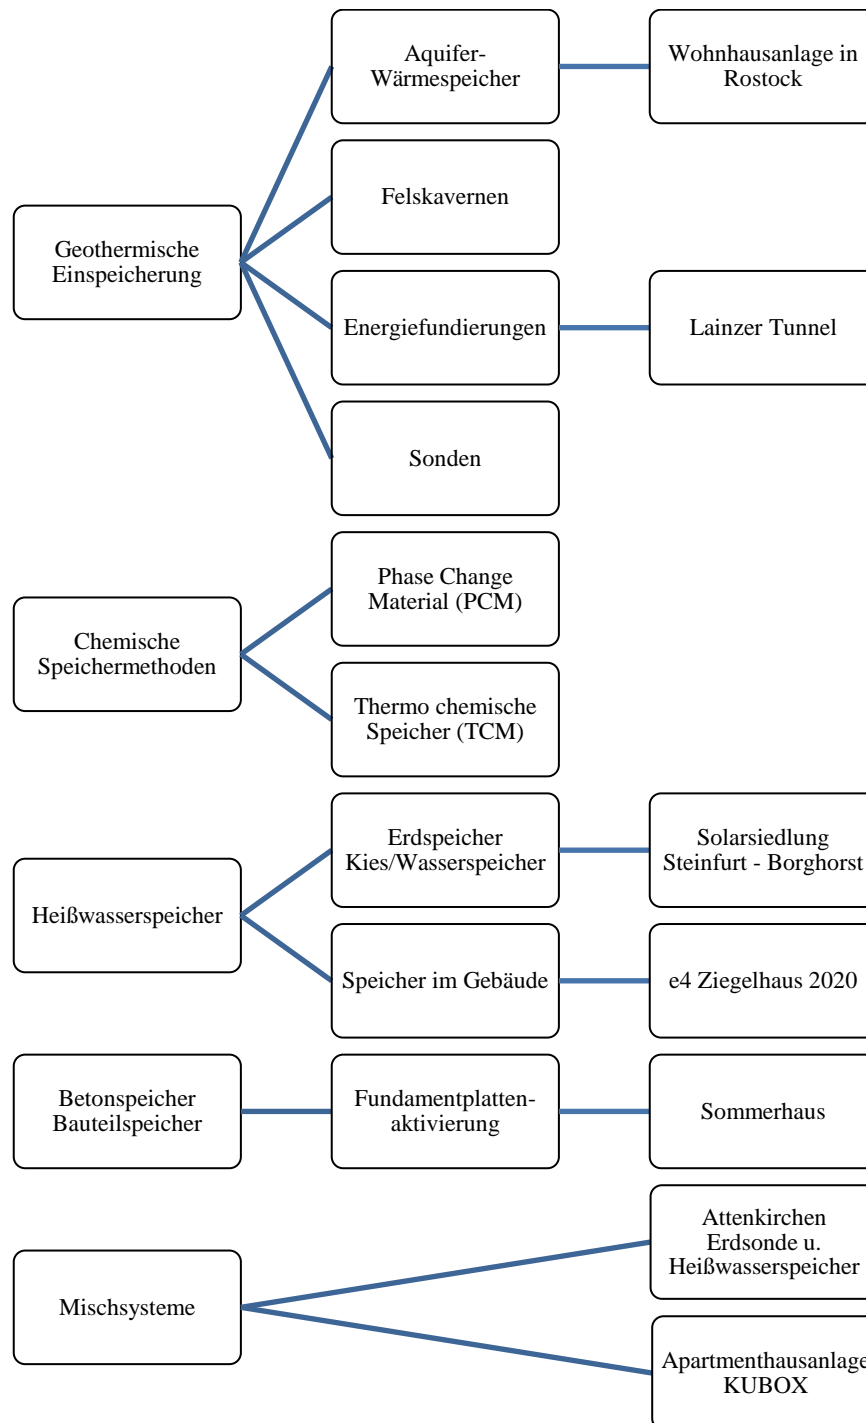 Aquifer-
Wärmespeicher
Wohnhausanlage in
Rostock
Felskavernen
Geothermische
Einspeicherung
Energiefundierungen
Lainzer Tunnel
Sonden
Phase Change
Material (PCM)
Chemische
Speichermethoden
Thermo chemische
Speicher (TCM)
Erdspeicher
Kies/Wasserspeicher
Solarsiedlung
Steinfurt - Borghorst
Heißwasserspeicher
Speicher im Gebäude
e4 Ziegelhaus 2020
Betonspeicher
Bauteilspeicher
Fundamentplatten-
aktivierung
Sommerhaus
Attenkirchen
Erdsonde u.
Heißwasserspeicher
Mischsysteme
Apartmenthausanlage
KUBOX